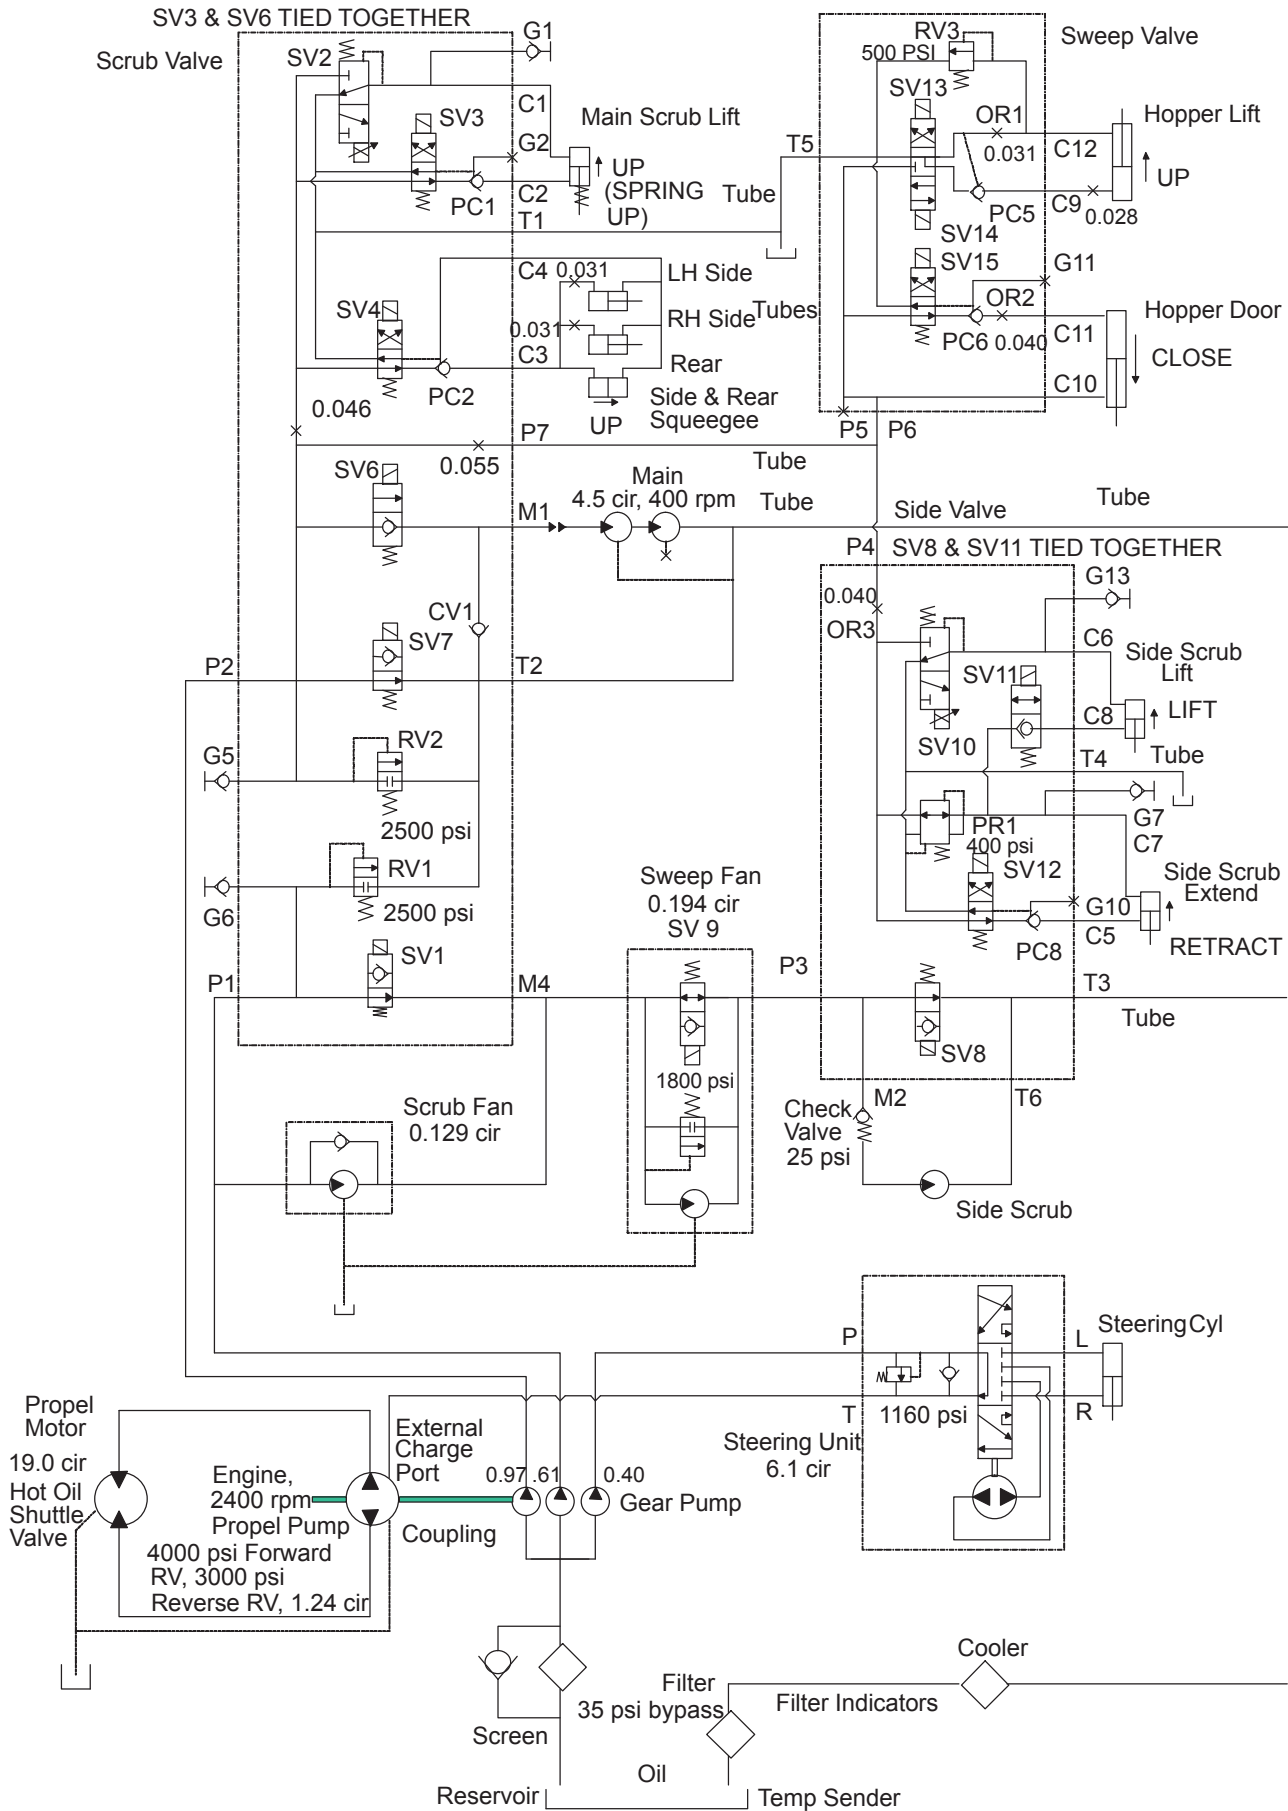 SV3 & SV6 TIED TOGETHER
Scrub Valve
SV2
G1
SV3
C1
G2
Main Scrub Lift
UP
(SPRING
UP)
PC1
C2
T1
Tube
T5
RV3
500 PSI
Sweep Valve
SV13
OR1
0.031
C12
Hopper Lift
UP
PC5
C9
0.028
SV14
SV15
G11
OR2
PC6
0.040
C11
Hopper Door
CLOSE
C10
P5
P6
C4
0.031
LH Side
SV4
0.031
RH Side
Tubes
C3
Rear
PC2
Side & Rear
Squeegee
UP
0.046
P7
0.055
Tube
SV6
Main
4.5 cir, 400 rpm
M1
Tube
Side Valve
Tube
P4
SV8 & SV11 TIED TOGETHER
G13
0.040
OR3
C6
Side Scrub
Lift
SV11
LIFT
C8
SV10
Tube
T4
CV1
SV7
P2
T2
G5
RV2
2500 psi
RV1
G6
2500 psi
PR1
400 psi
G7
C7
SV12
Side Scrub
Extend
G10
C5
PC8
RETRACT
SV1
P1
M4
Sweep Fan
0.194 cir
SV 9
P3
T3
Tube
SV8
1800 psi
M2
T6
Check
Valve
25 psi
Side Scrub
Scrub Fan
0.129 cir
P
L
Steering Cyl
T
1160 psi
R
Steering Unit
6.1 cir
Propel
Motor
19.0 cir
Hot Oil
Shuttle
Valve
External
Charge
Port
Engine,
2400 rpm
Propel Pump
4000 psi Forward
RV, 3000 psi
Reverse RV, 1.24 cir
Coupling
0.97
.61
0.40
Gear Pump
Screen
Filter
35 psi bypass
Filter Indicators
Cooler
Oil
Reservoir
Temp Sender